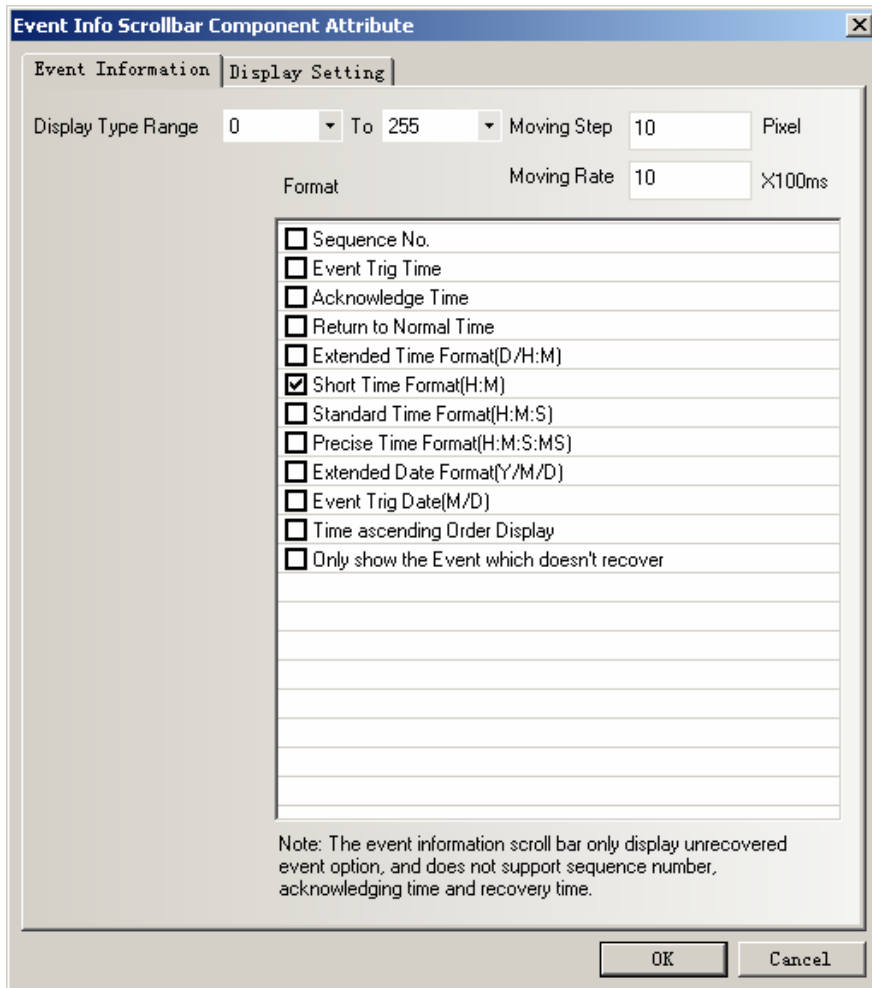 Event Info Scrollbar Component Attribute
Event Information Display Setting
Display Type Range 0 To 255 Moving Step 10 Pixel
Format Moving Rate 10 X100ms
Sequence No.
Event Trig Time
Acknowledge Time
Return to Normal Time
Extended Time Format(D/H:M)
Short Time Format(H:M)
Standard Time Format(H:M:S)
Precise Time Format(H:M:S:MS)
Extended Date Format(Y/M/D)
Event Trig Date(M/D)
Time ascending Order Display
Only show the Event which doesn't recover
Note: The event information scroll bar only display unrecovered
event option, and does not support sequence number,
acknowledging time and recovery time.
OK Cancel